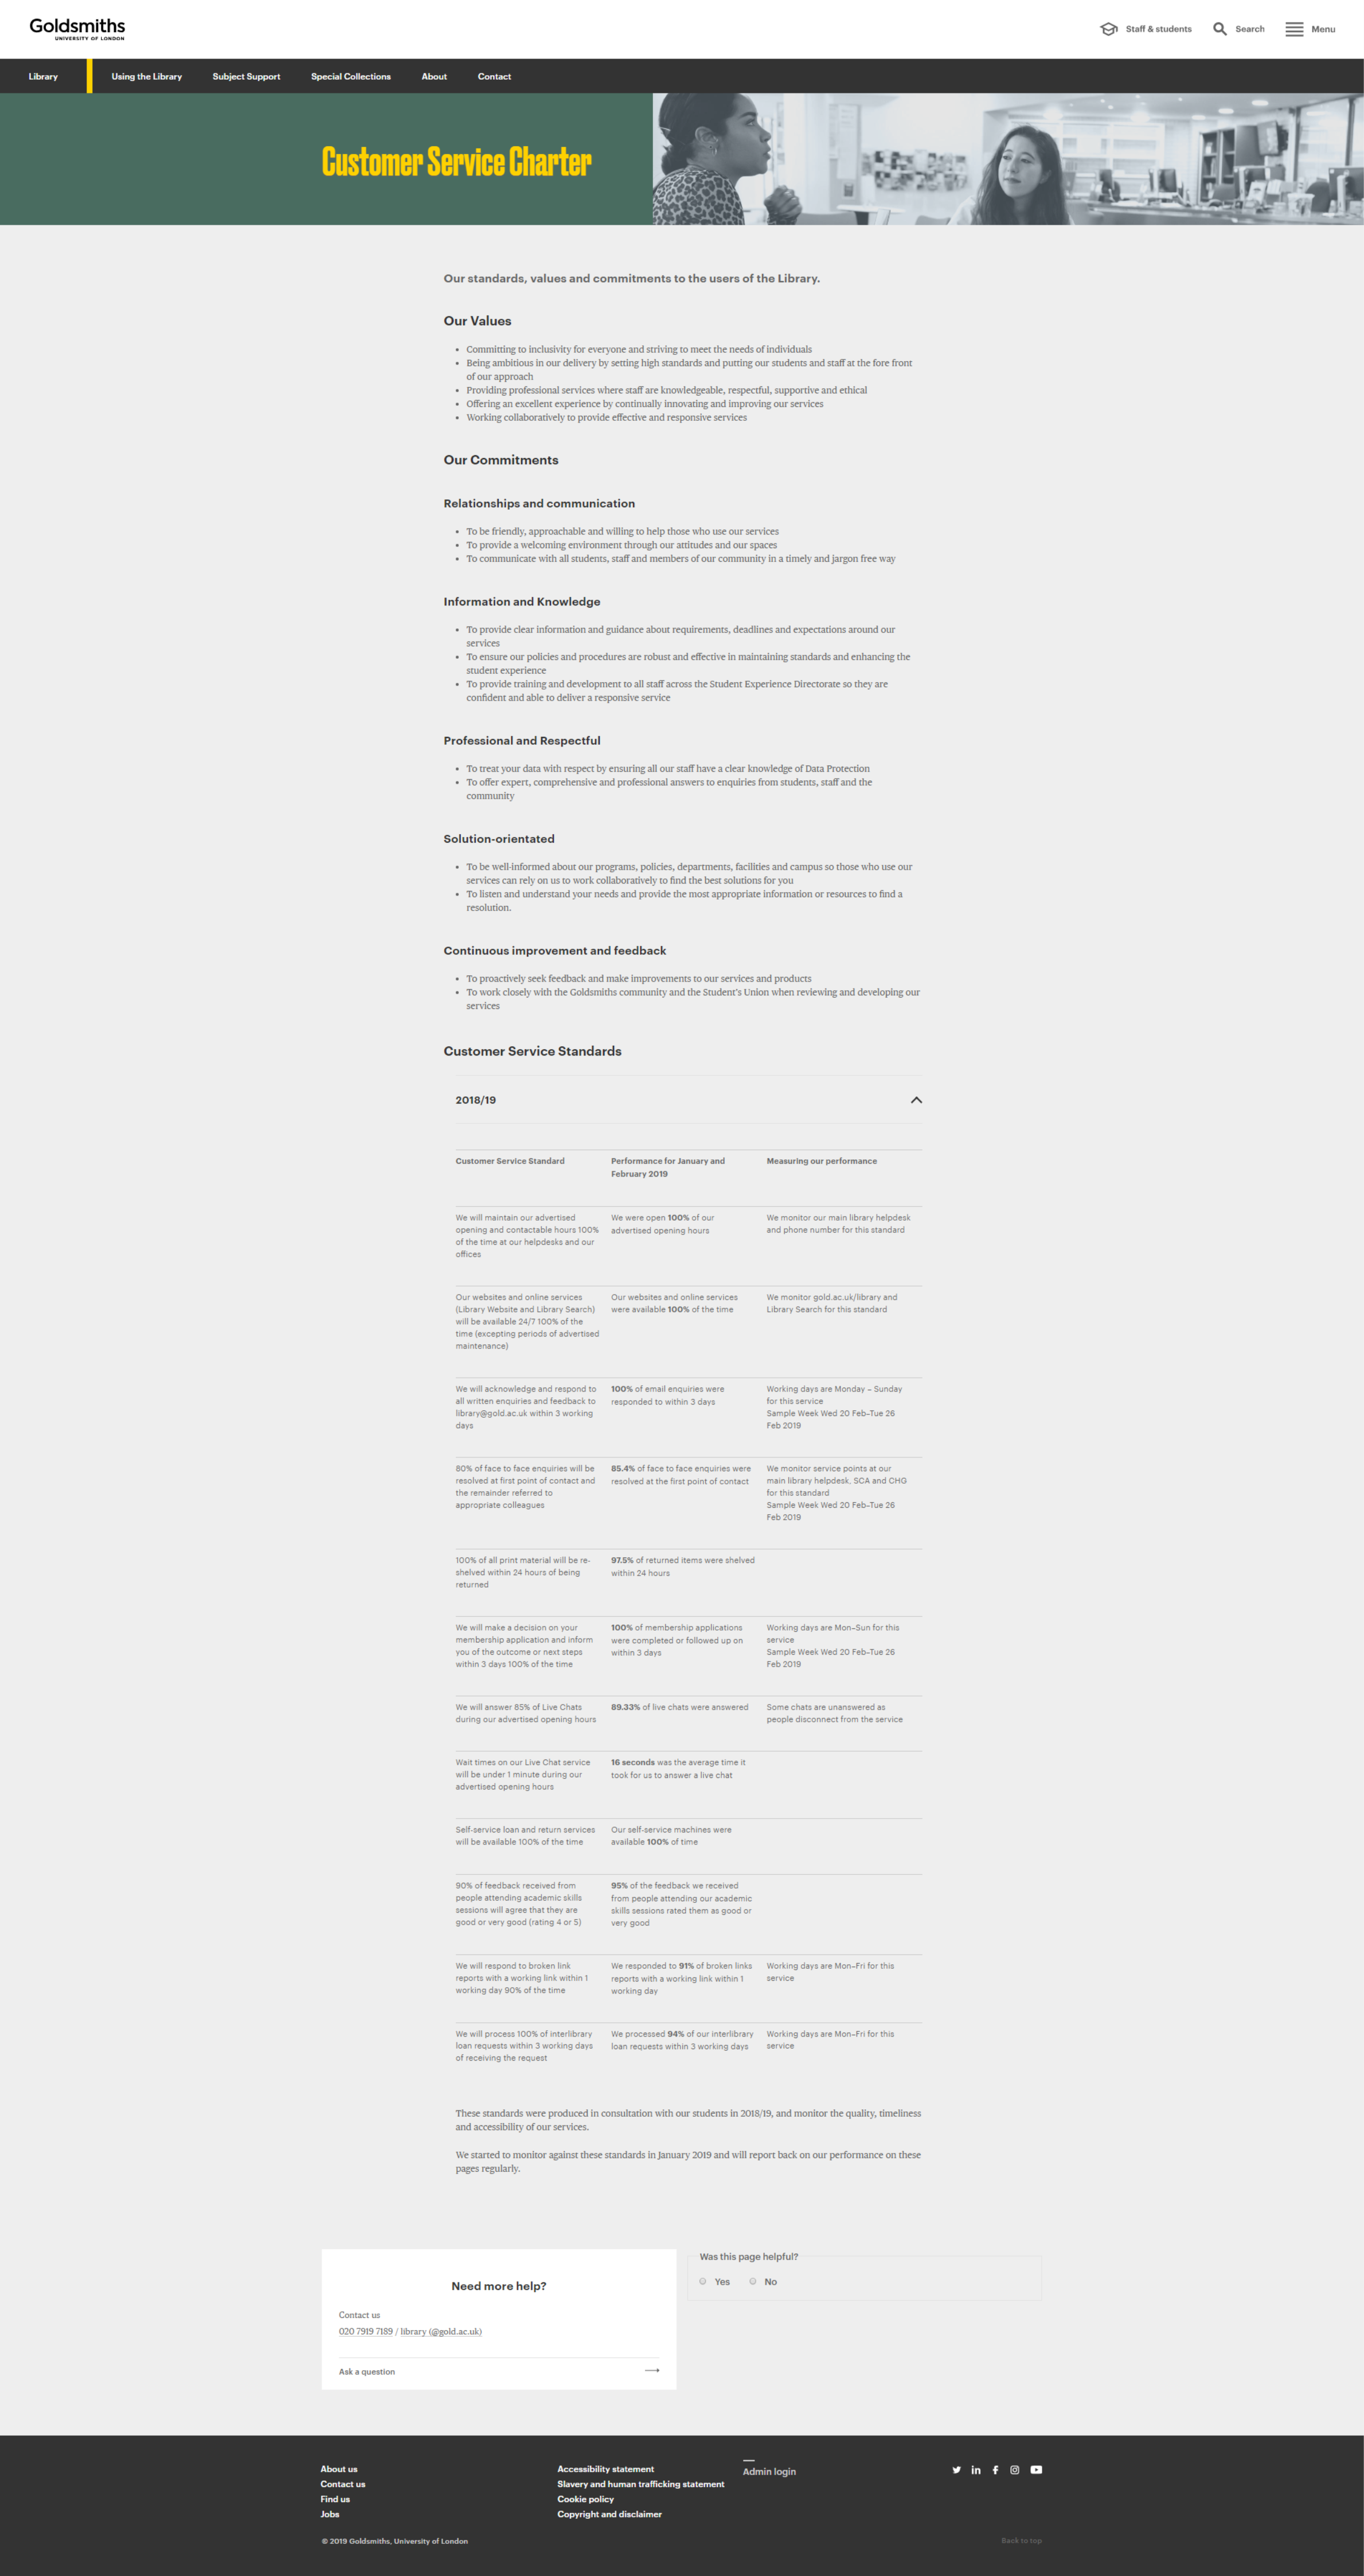 Goldsmiths
UNIVERSITY OF LONDON
Staff & students
Search
Menu
Library
Using the Library
Subject Support
Special Collections
About
Contact
Customer Service Charter
Our standards, values and commitments to the users of the Library.
Our Values
Committing to inclusivity for everyone and striving to meet the needs of individuals
Being ambitious in our delivery by setting high standards and putting our students and staff at the fore front
of our approach
Providing professional services where staff are knowledgeable, respectful, supportive and ethical
Offering an excellent experience by continually innovating and improving our services
Working collaboratively to provide effective and responsive services
Our Commitments
Relationships and communication
To be friendly, approachable and willing to help those who use our services
To provide a welcoming environment through our attitudes and our spaces
To communicate with all students, staff and members of our community in a timely and jargon free way
Information and Knowledge
To provide clear information and guidance about requirements, deadlines and expectations around our
services
To ensure our policies and procedures are robust and effective in maintaining standards and enhancing the
student experience
To provide training and development to all staff across the Student Experience Directorate so they are
confident and able to deliver a responsive service
Professional and Respectful
To treat your data with respect by ensuring all our staff have a clear knowledge of Data Protection
To offer expert, comprehensive and professional answers to enquiries from students, staff and the
community
Solution-orientated
To be well-informed about our programs, policies, departments, facilities and campus so those who use our
services can rely on us to work collaboratively to find the best solutions for you
To listen and understand your needs and provide the most appropriate information or resources to find a
resolution.
Continuous improvement and feedback
To proactively seek feedback and make improvements to our services and products
To work closely with the Goldsmiths community and the Student's Union when reviewing and developing our
services
Customer Service Standards
2018/19
Customer Service Standard
Performance for January and
February 2019
Measuring our performance
We will maintain our advertised
opening and contactable hours 100%
of the time at our helpdesks and our
offices
We were open 100% of our
advertised opening hours
We monitor our main library helpdesk
and phone number for this standard
Our websites and online services
(Library Website and Library Search)
will be available 24/7 100% of the
time (excepting periods of advertised
maintenance)
Our websites and online services
were available 100% of the time
We monitor gold.ac.uk/library and
Library Search for this standard
We will acknowledge and respond to
all written enquiries and feedback to
library@gold.ac.uk within 3 working
days
100% of email enquiries were
responded to within 3 days
Working days are Monday – Sunday
for this service
Sample Week Wed 20 Feb–Tue 26
Feb 2019
80% of face to face enquiries will be
resolved at first point of contact and
the remainder referred to
appropriate colleagues
85.4% of face to face enquiries were
resolved at the first point of contact
We monitor service points at our
main library helpdesk, SCA and CHG
for this standard
Sample Week Wed 20 Feb–Tue 26
Feb 2019
100% of all print material will be re-
shelved within 24 hours of being
returned
97.5% of returned items were shelved
within 24 hours
We will make a decision on your
membership application and inform
you of the outcome or next steps
within 3 days 100% of the time
100% of membership applications
were completed or followed up on
within 3 days
Working days are Mon–Sun for this
service
Sample Week Wed 20 Feb–Tue 26
Feb 2019
We will answer 85% of Live Chats
during our advertised opening hours
89.33% of live chats were answered
Some chats are unanswered as
people disconnect from the service
Wait times on our Live Chat service
will be under 1 minute during our
advertised opening hours
16 seconds was the average time it
took for us to answer a live chat
Self-service loan and return services
will be available 100% of the time
Our self-service machines were
available 100% of time
90% of feedback received from
people attending academic skills
sessions will agree that they are
good or very good (rating 4 or 5)
95% of the feedback we received
from people attending our academic
skills sessions rated them as good or
very good
We will respond to broken link
reports with a working link within 1
working day 90% of the time
We responded to 91% of broken links
reports with a working link within 1
working day
Working days are Mon–Fri for this
service
We will process 100% of interlibrary
loan requests within 3 working days
of receiving the request
We processed 94% of our interlibrary
loan requests within 3 working days
Working days are Mon–Fri for this
service
These standards were produced in consultation with our students in 2018/19, and monitor the quality, timeliness
and accessibility of our services.
We started to monitor against these standards in January 2019 and will report back on our performance on these
pages regularly.
Need more help?
Contact us
020 7919 7189 / library (@gold.ac.uk)
Ask a question
Was this page helpful?
Yes
No
About us
Contact us
Find us
Jobs
Accessibility statement
Slavery and human trafficking statement
Cookie policy
Copyright and disclaimer
Admin login
© 2019 Goldsmiths, University of London
Back to top